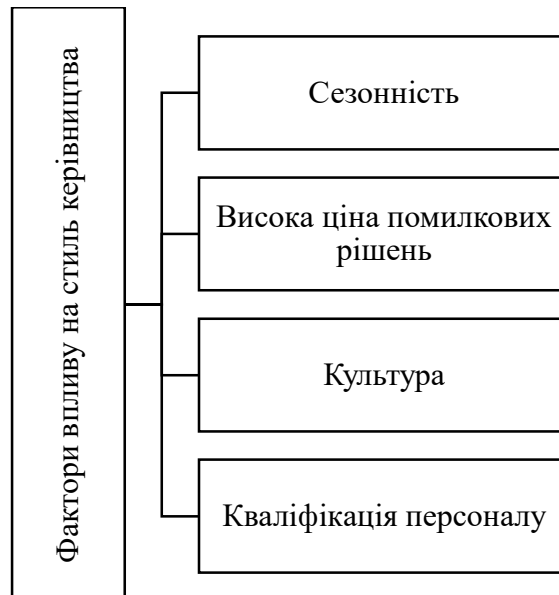 Фактори впливу на стиль керівництва
Сезонність
Висока ціна помилкових
рішень
Культура
Кваліфікація персоналу